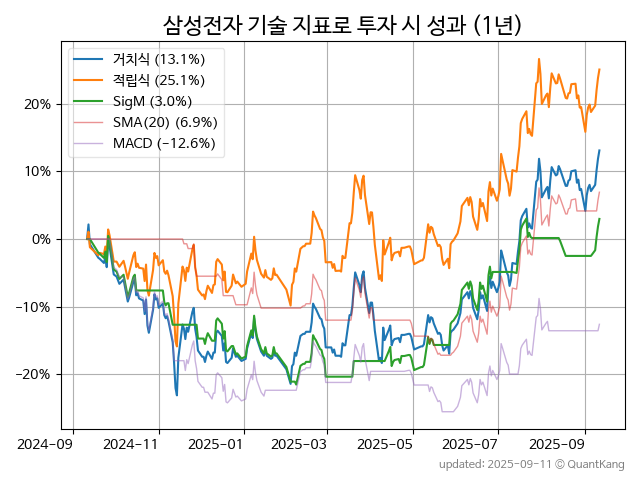 삼성전자 기술 지표로 투자 시 성과 (1년)
거치식 (13.1%)
적립식 (25.1%)
SigM (3.0%)
SMA(20) (6.9%)
MACD (−12.6%)
20%
10%
0%
−10%
−20%
2024-09 2024-11 2025-01 2025-03 2025-05 2025-07 2025-09
updated: 2025-09-11 © QuantKang